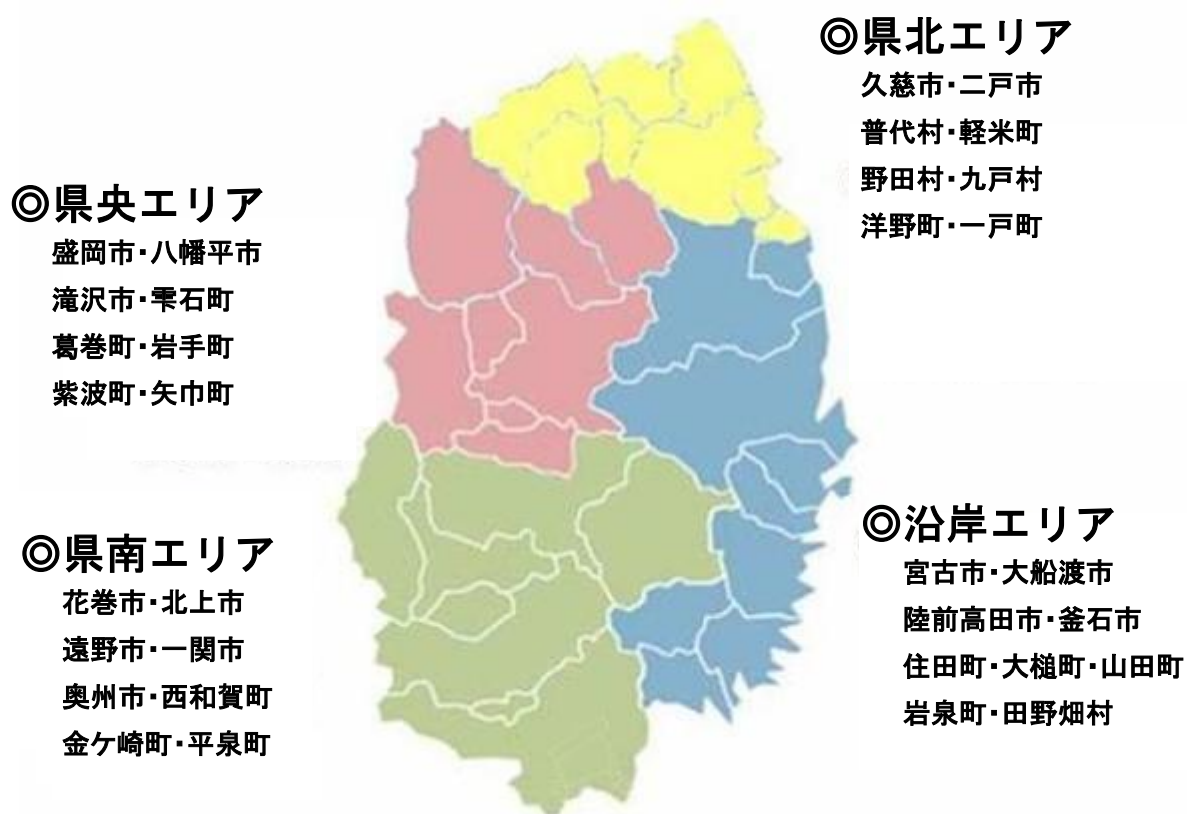 ◎県北エリア
久慈市・二戸市
普代村・軽米町
野田村・九戸村
洋野町・一戸町
◎県央エリア
盛岡市・八幡平市
滝沢市・雫石町
葛巻町・岩手町
紫波町・矢巾町
◎沿岸エリア
宮古市・大船渡市
陸前高田市・釜石市
住田町・大槌町・山田町
岩泉町・田野畑村
◎県南エリア
花巻市・北上市
遠野市・一関市
奥州市・西和賀町
金ケ崎町・平泉町